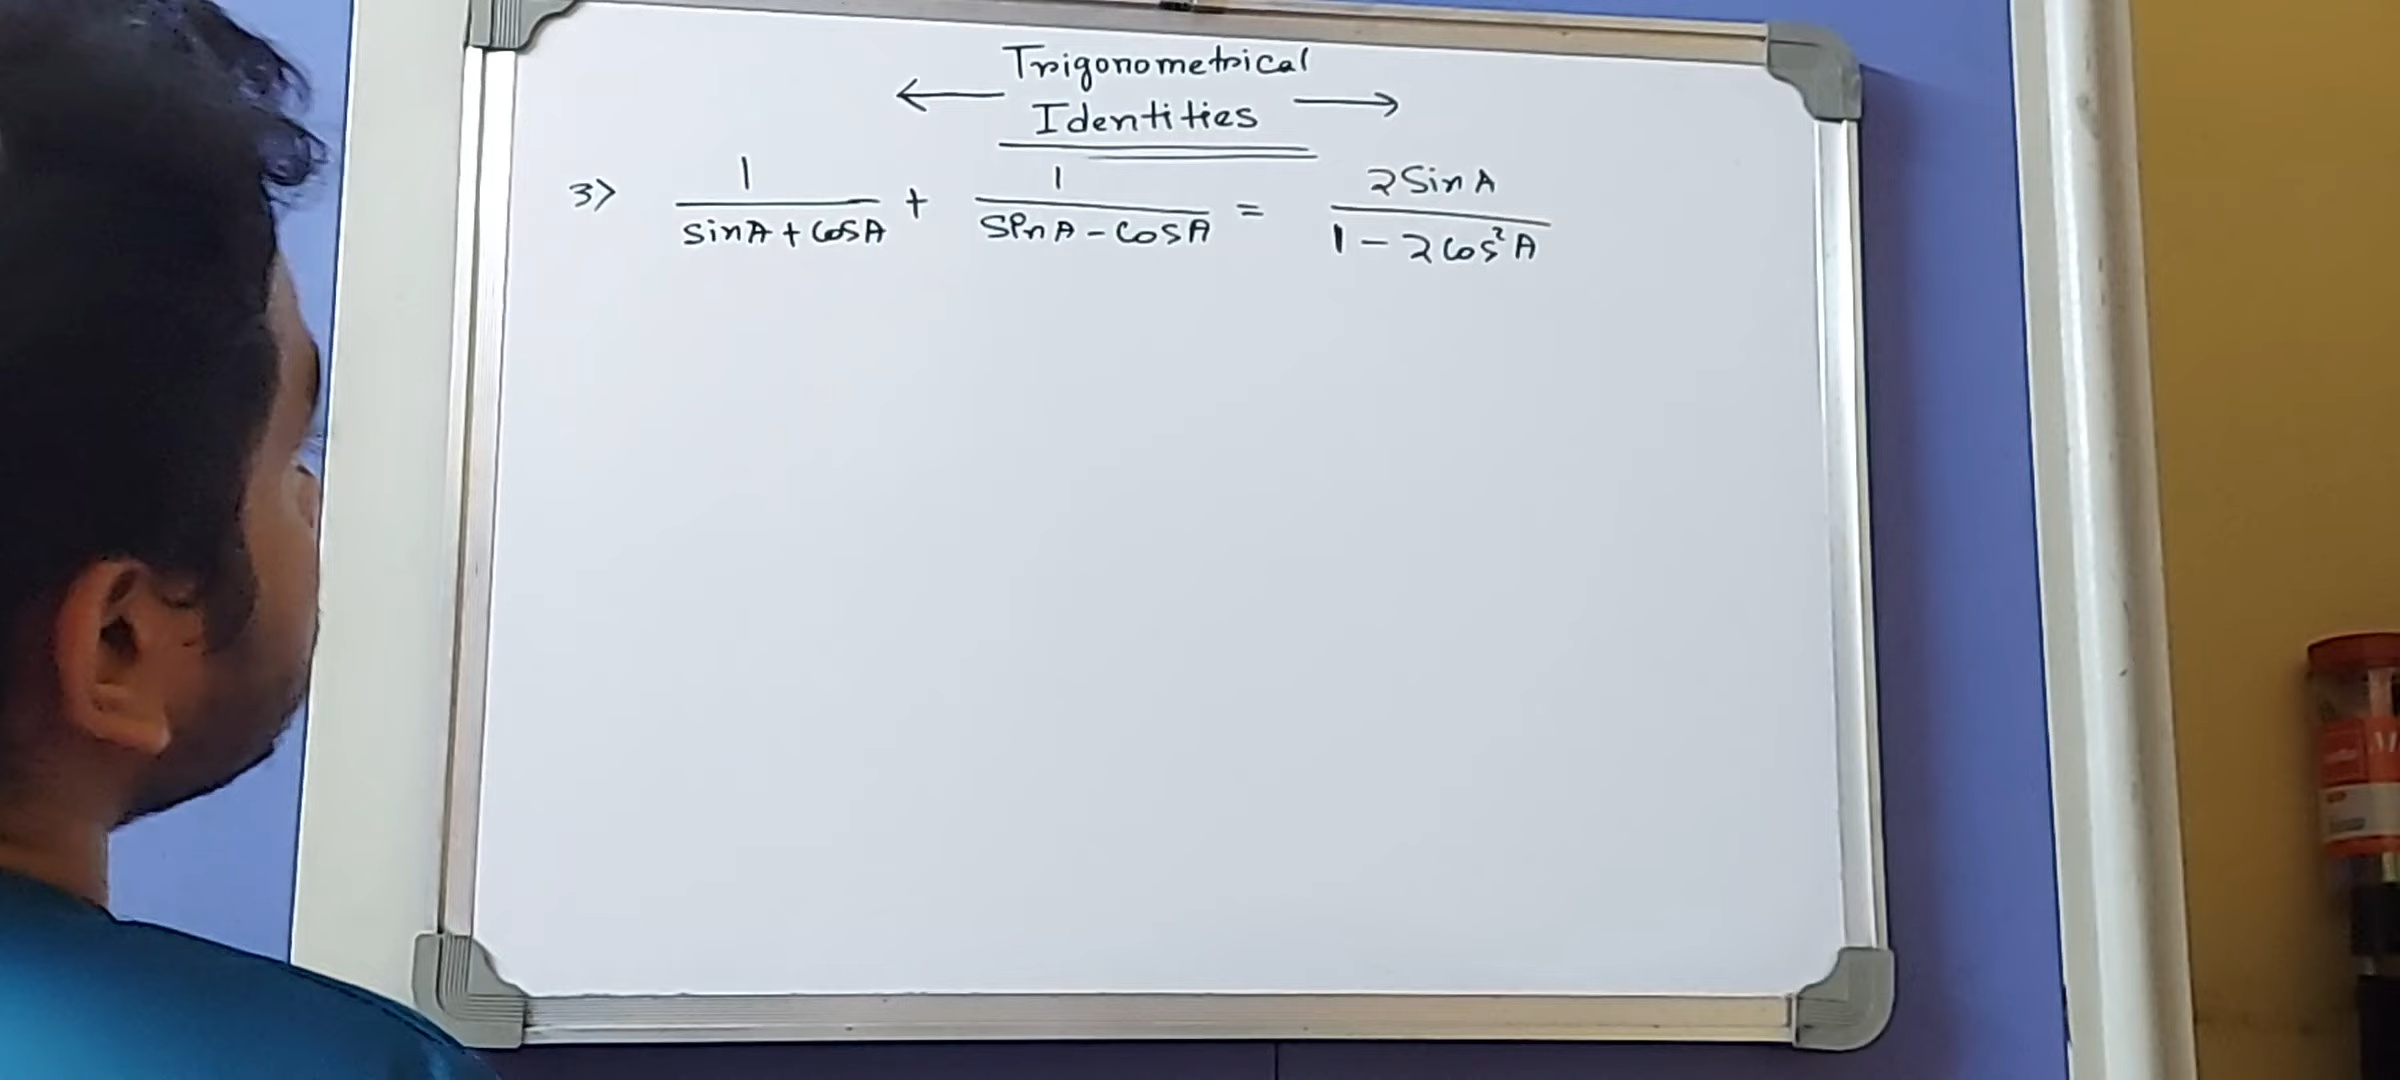 Trigonometrical
Identities
3> 1/(sinA + CosA) + 1/(SinA - CosA) = 2SinA/(1 - 2Cos²A)